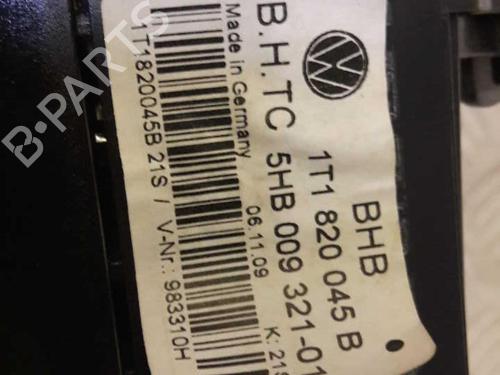 BHB
1T1 820 045 B
B.H.TC 5HB 009 321-01
Made in Germany 06.11.09 K: 21S
1T1820045B 21S / V-Nr.: 983310H
B-PARTS